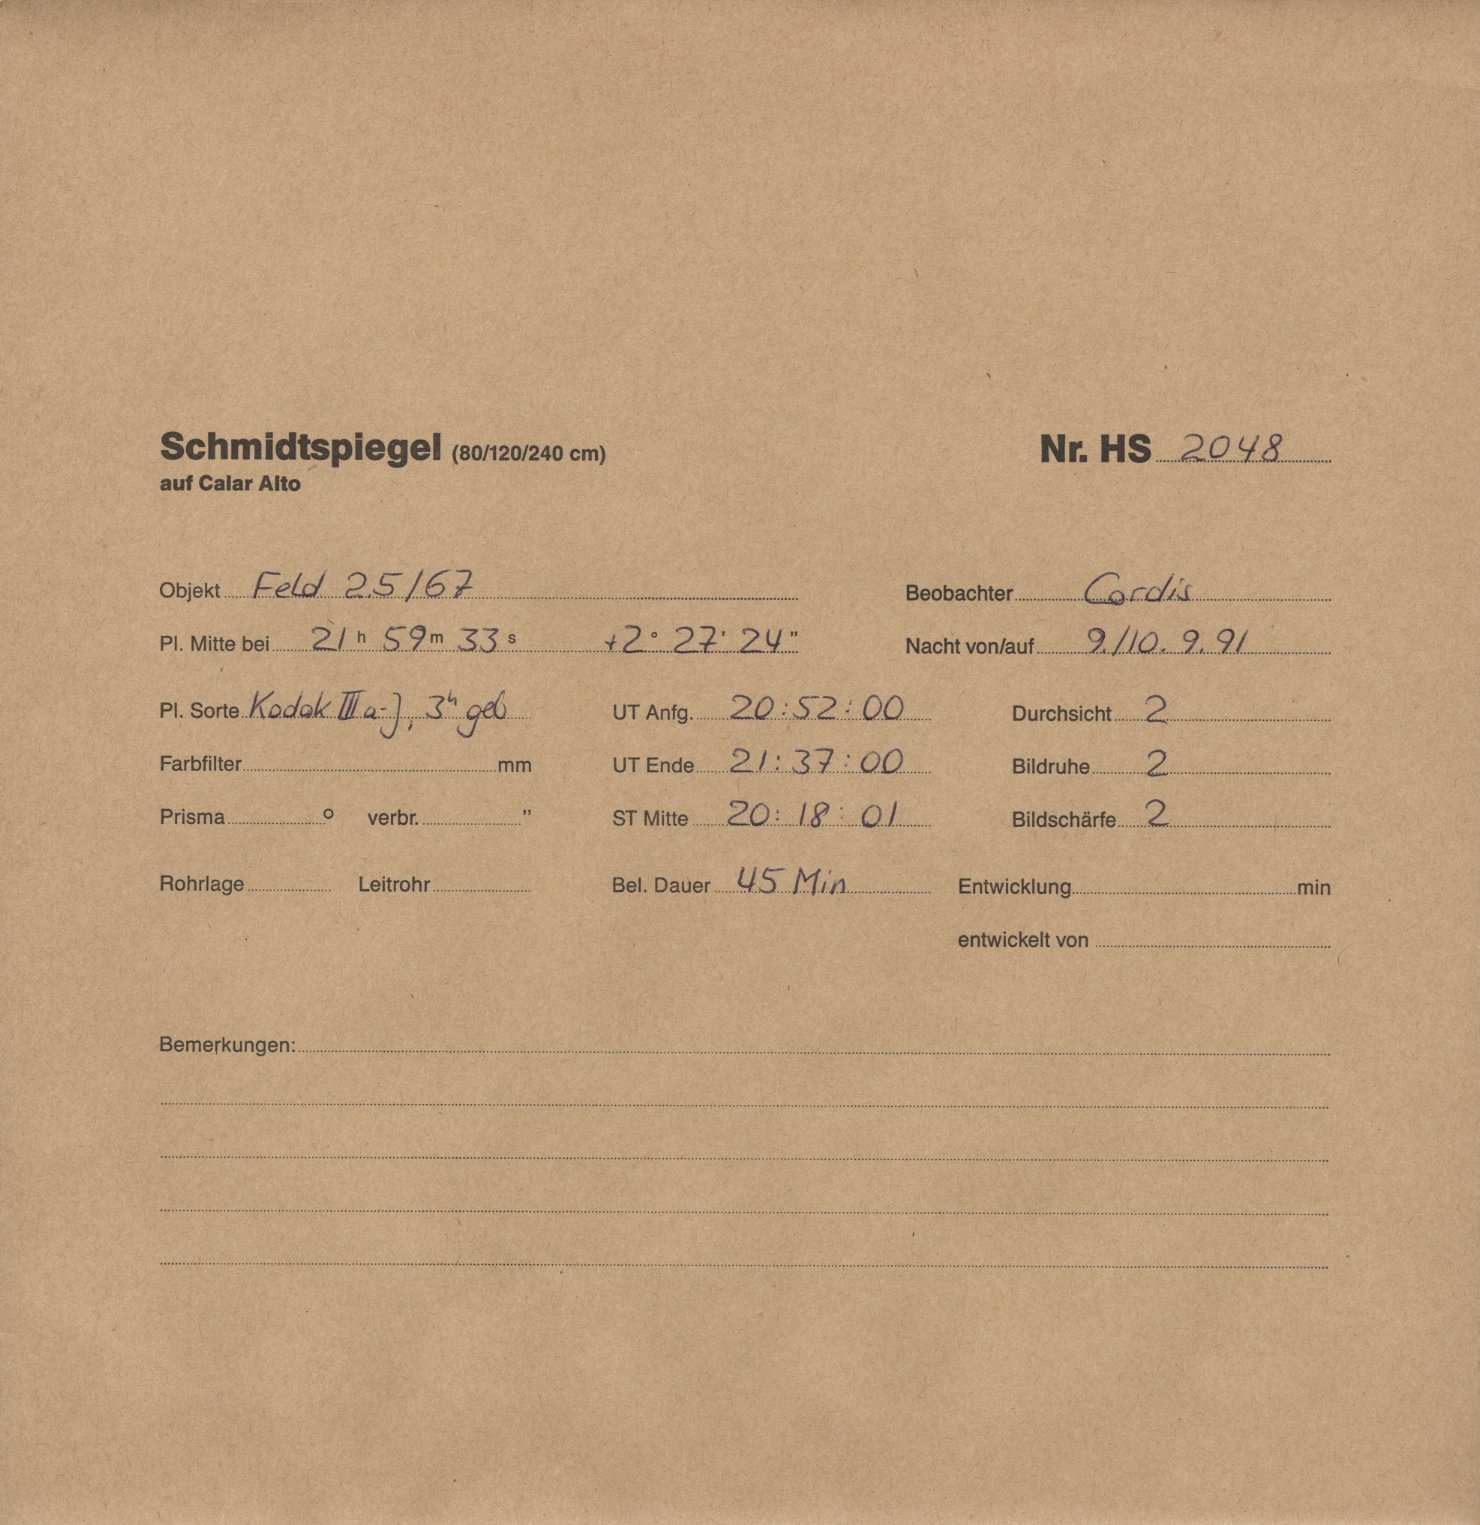 Schmidtspiegel (80/120/240 cm) Nr. HS 2048
auf Calar Alto
Objekt Feld 2.5/67 Beobachter Cordis
Pl. Mitte bei 21 h 59 m 33 s +2° 27' 24" Nacht von/auf 9./10. 9. 91
Pl. Sorte Kodak IIIa-J, 3h geb UT Anfg. 20:52:00 Durchsicht 2
Farbfilter mm UT Ende 21:37:00 Bildruhe 2
Prisma ° verbr. " ST Mitte 20:18:01 Bildschärfe 2
Rohrlage Leitrohr Bel. Dauer 45 Min Entwicklung min
entwickelt von
Bemerkungen: